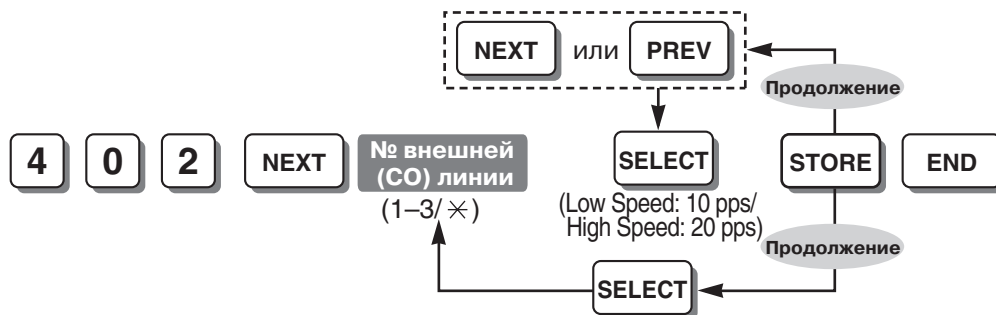 NEXT или PREV
Продолжение
4 0 2 NEXT № внешней (CO) линии SELECT STORE END
(1–3/✳)
(Low Speed: 10 pps/
High Speed: 20 pps)
Продолжение
SELECT